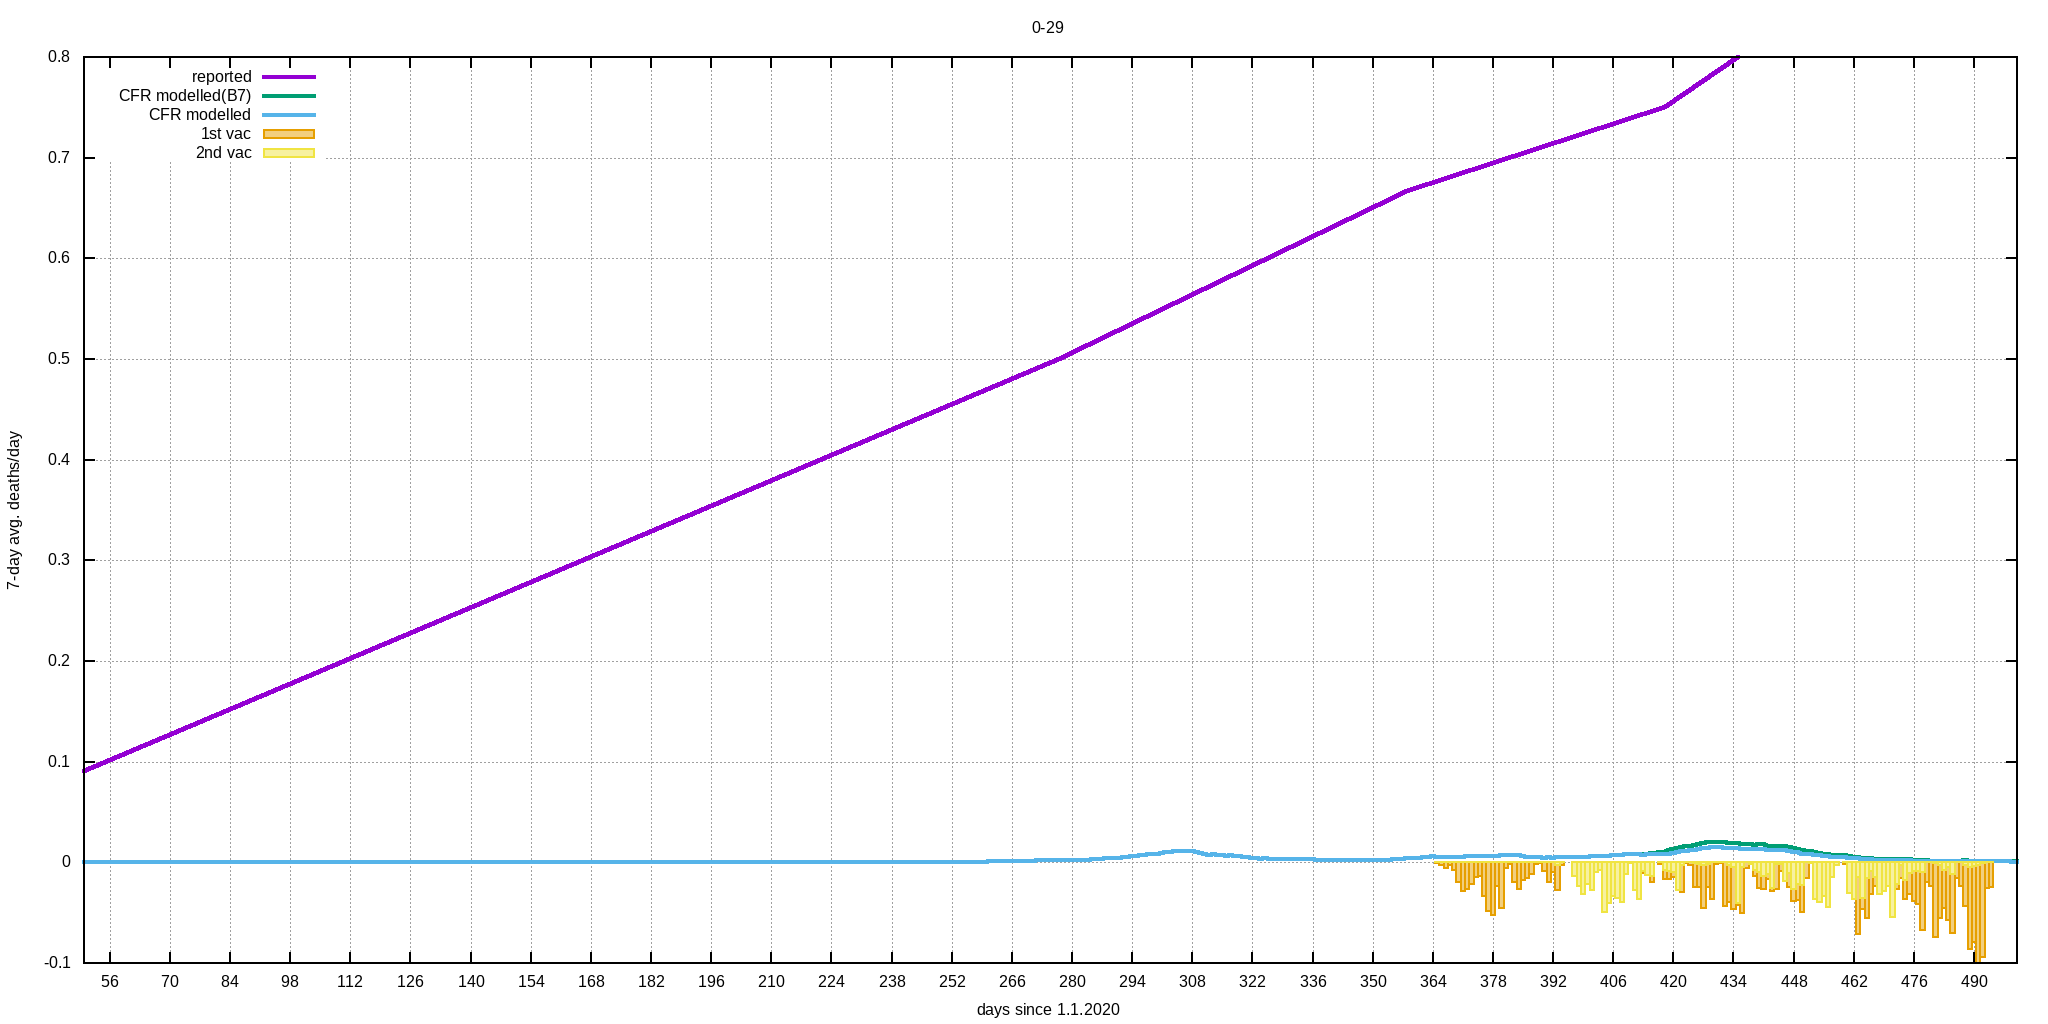 0-29
reported
CFR modelled(B7)
CFR modelled
1st vac
2nd vac
0.8
0.7
0.6
0.5
0.4
0.3
0.2
0.1
0
-0.1
7-day avg. deaths/day
56 70 84 98 112 126 140 154 168 182 196 210 224 238 252 266 280 294 308 322 336 350 364 378 392 406 420 434 448 462 476 490
days since 1.1.2020